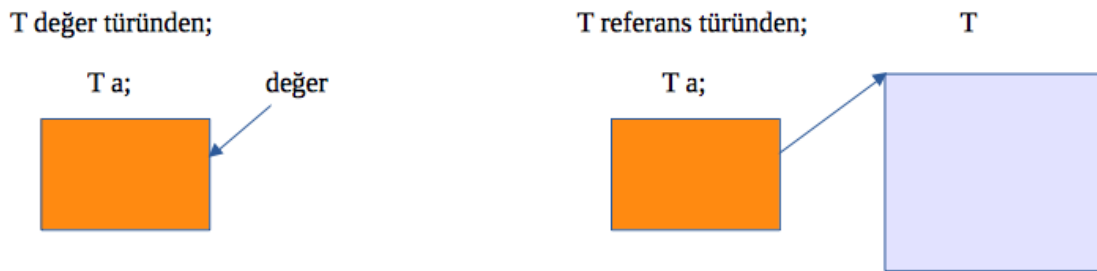 T değer türünden;
T a;
değer
T referans türünden;
T
T a;